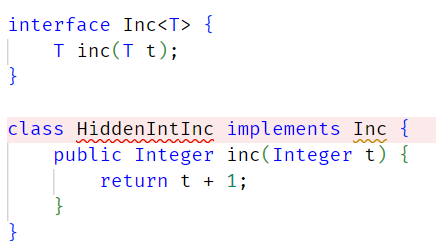 interface Inc<T> {
    T inc(T t);
}

class HiddenIntInc implements Inc {
    public Integer inc(Integer t) {
        return t + 1;
    }
}